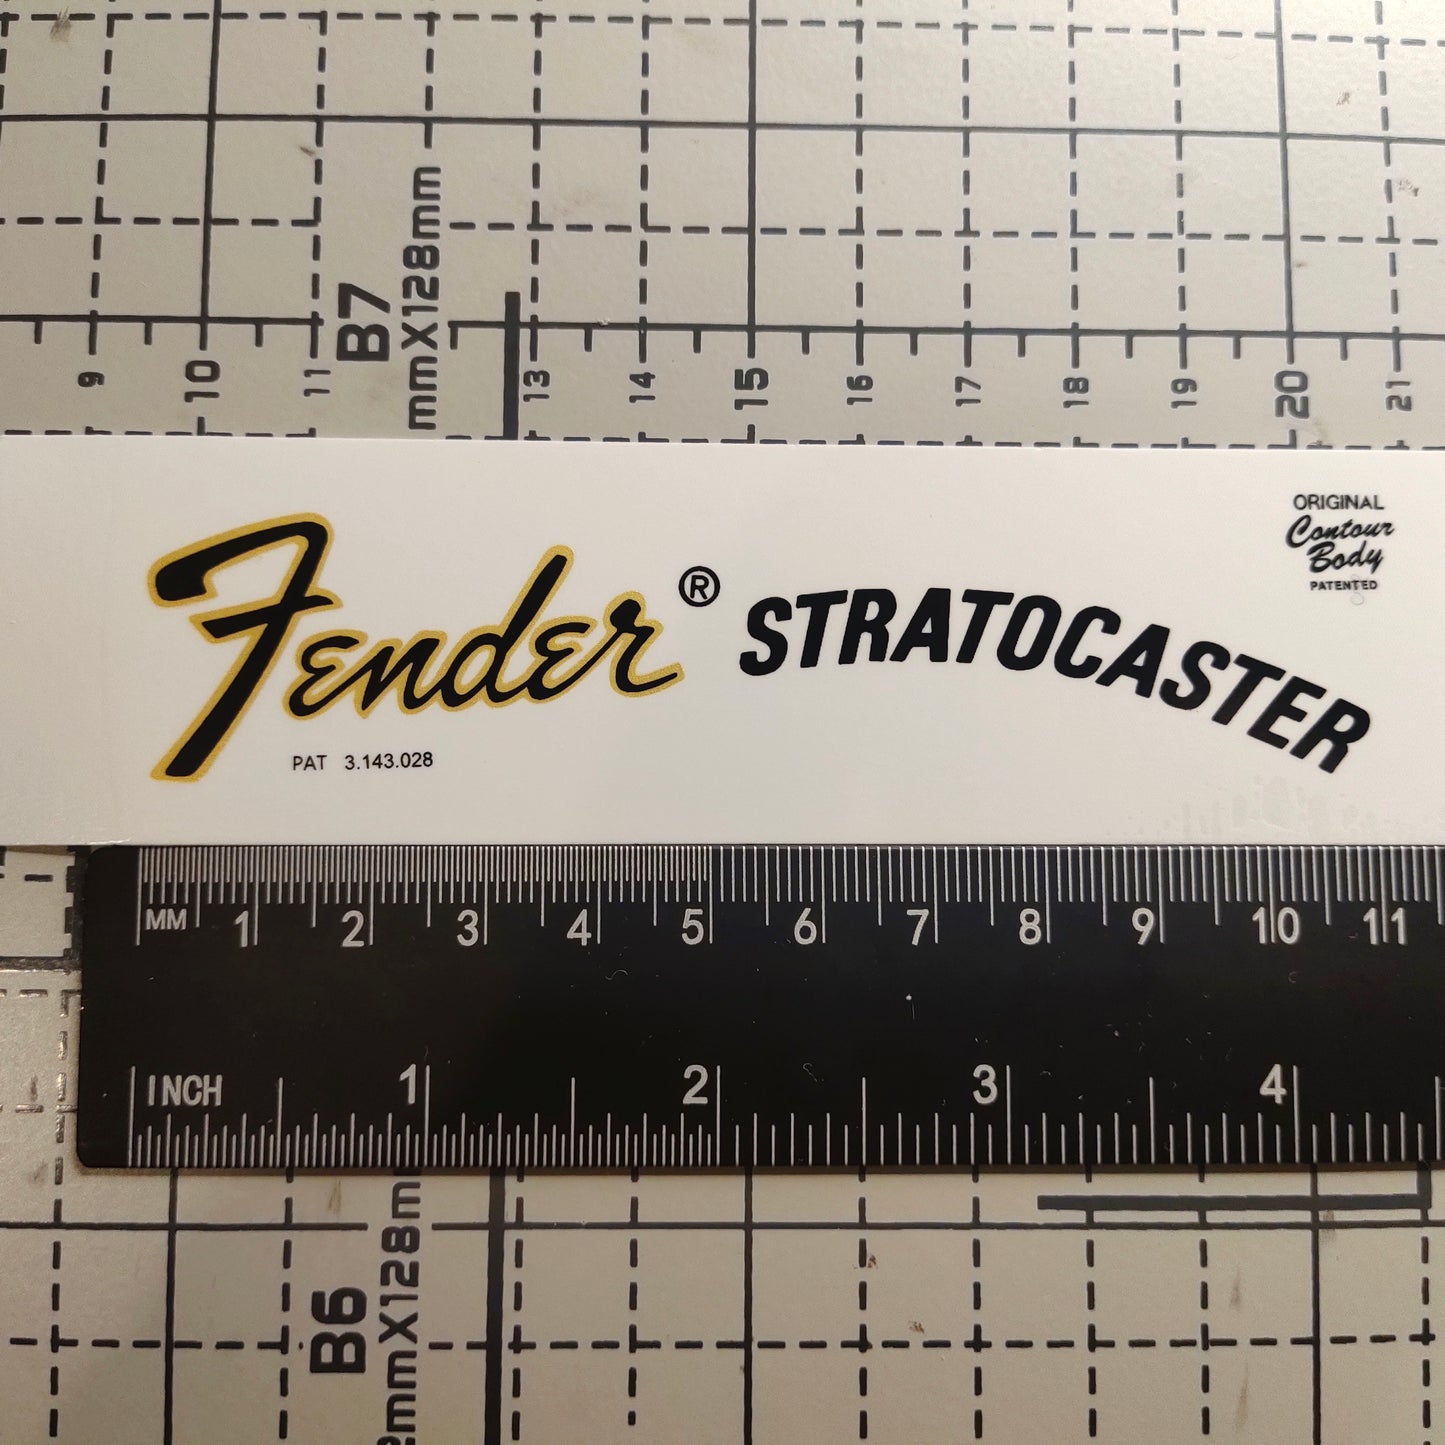 B7
mmX128mm
9 10 11 13 14 15 16 17 18 19 20 21
ORIGINAL
Contour
Body
PATENTED
Fender ® STRATOCASTER
PAT 3.143.028
MM 1 2 3 4 5 6 7 8 9 10 11
INCH 1 2 3 4
B6
2mmX128m